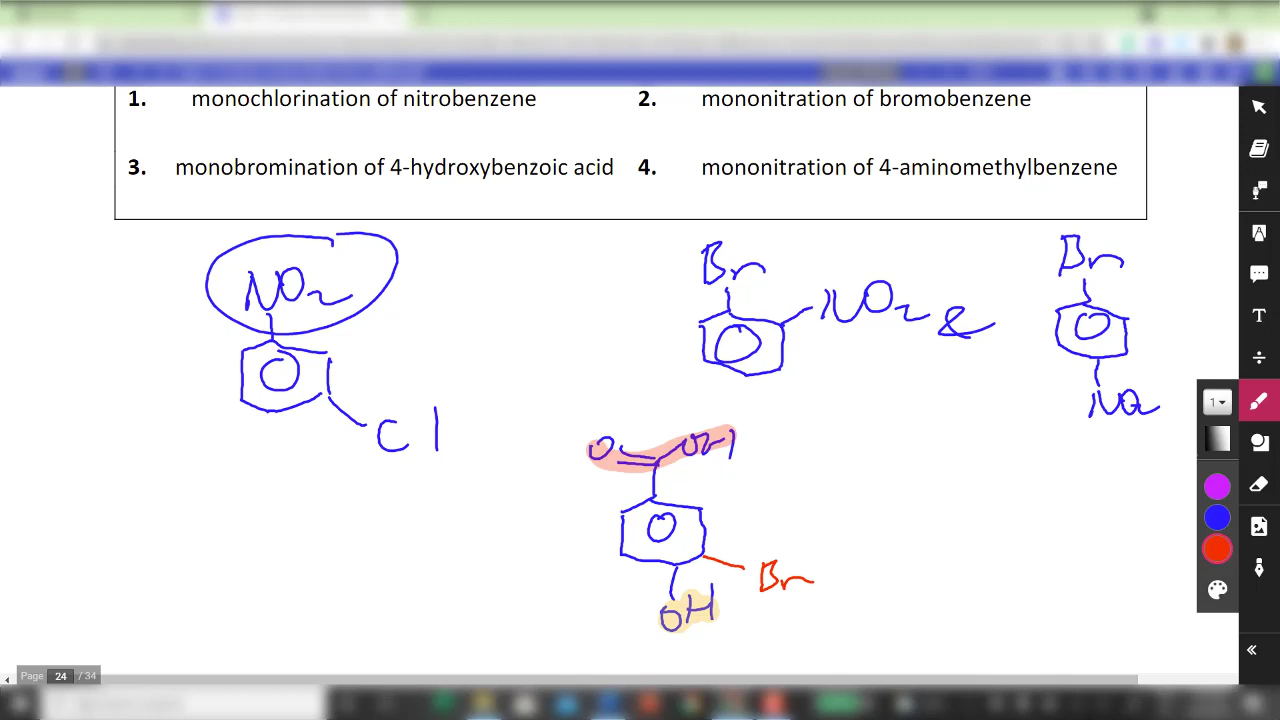 1. monochlorination of nitrobenzene 2. mononitration of bromobenzene
3. monobromination of 4-hydroxybenzoic acid 4. mononitration of 4-aminomethylbenzene
NO2
Cl
Br
NO2 &
Br
NO2
O OH
Br
OH
1
T
Page 24 / 34